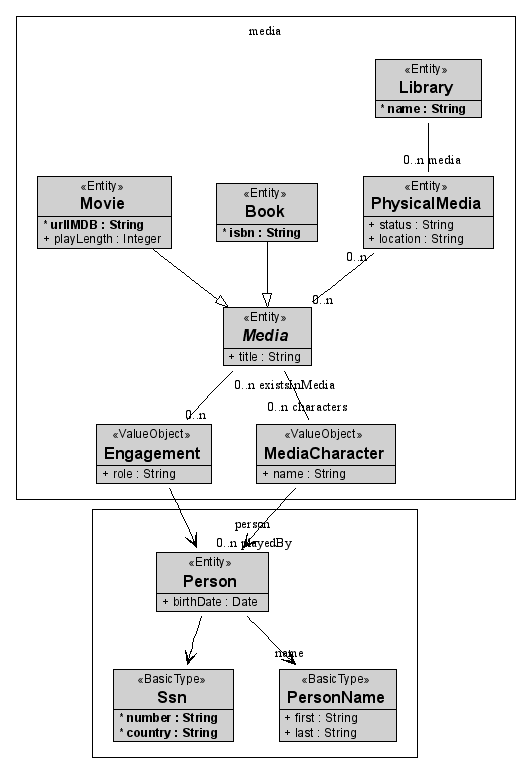 media
«Entity»
Library
* name : String
0..n media
«Entity»
Movie
* urlIMDB : String
+ playLength : Integer
«Entity»
Book
* isbn : String
«Entity»
PhysicalMedia
+ status : String
+ location : String
0..n
0..n
«Entity»
Media
+ title : String
0..n existsInMedia
0..n
0..n characters
«ValueObject»
Engagement
+ role : String
«ValueObject»
MediaCharacter
+ name : String
person
0..n playedBy
«Entity»
Person
+ birthDate : Date
name
«BasicType»
Ssn
* number : String
* country : String
«BasicType»
PersonName
+ first : String
+ last : String